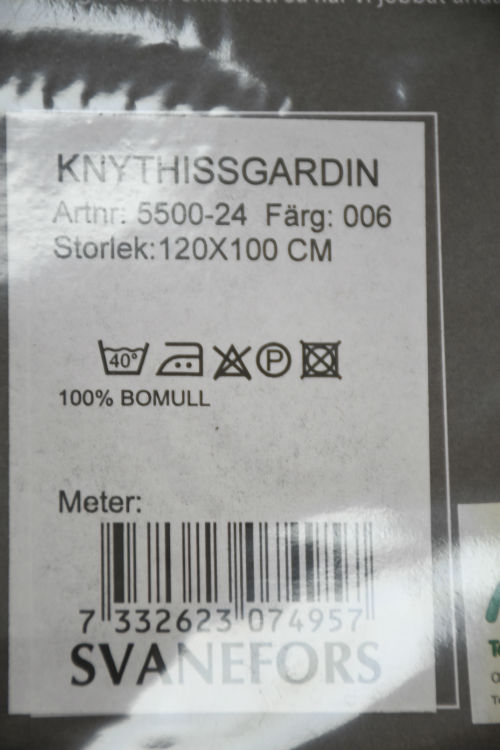 KNYTHISSGARDIN
Artnr: 5500-24 Färg: 006
Storlek:120X100 CM
40°
P
100% BOMULL
Meter:
7 332623 074957
SVANEFORS